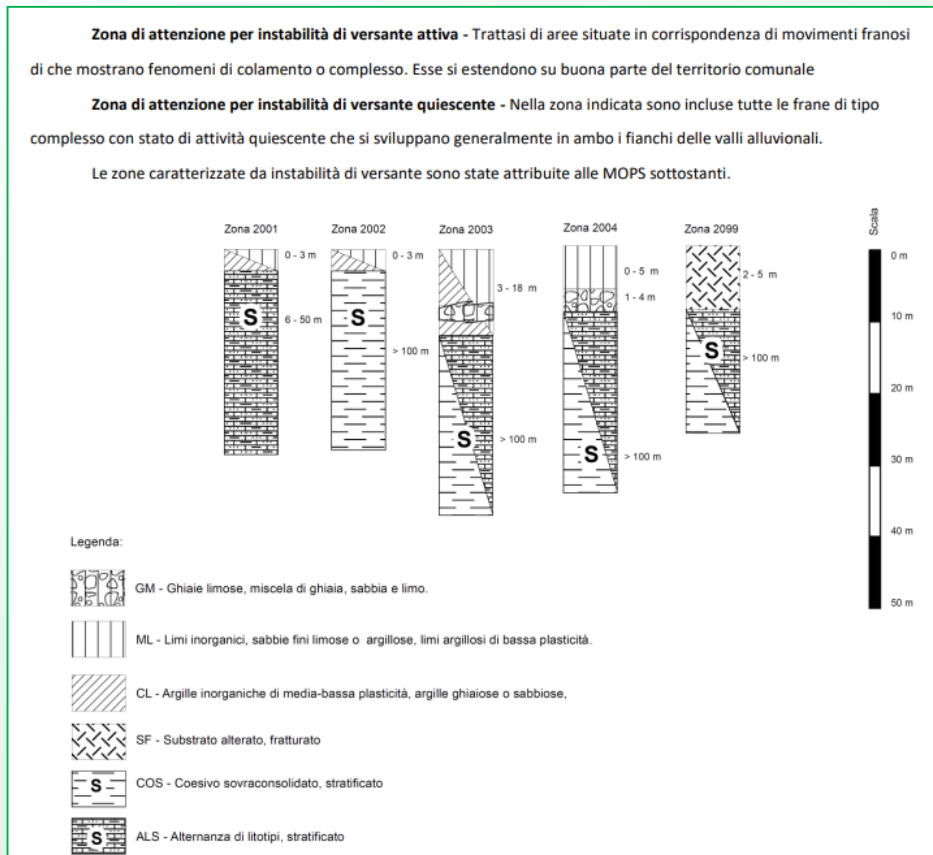 Zona di attenzione per instabilità di versante attiva - Trattasi di aree situate in corrispondenza di movimenti franosi
di che mostrano fenomeni di colamento o complesso. Esse si estendono su buona parte del territorio comunale
Zona di attenzione per instabilità di versante quiescente - Nella zona indicata sono incluse tutte le frane di tipo
complesso con stato di attività quiescente che si sviluppano generalmente in ambo i fianchi delle valli alluvionali.
Le zone caratterizzate da instabilità di versante sono state attribuite alle MOPS sottostanti.
Zona 2001
0 - 3 m
S
6 - 50 m
Zona 2002
0 - 3 m
S
> 100 m
Zona 2003
3 - 18 m
S
> 100 m
Zona 2004
0 - 5 m
1 - 4 m
S
> 100 m
Zona 2099
2 - 5 m
S
> 100 m
Scala
0 m
10 m
20 m
30 m
40 m
50 m
Legenda:
GM - Ghiaie limose, miscela di ghiaia, sabbia e limo.
ML - Limi inorganici, sabbie fini limose o argillose, limi argillosi di bassa plasticità.
CL - Argille inorganiche di media-bassa plasticità, argille ghiaiose o sabbiose,
SF - Substrato alterato, fratturato
S COS - Coesivo sovraconsolidato, stratificato
S ALS - Alternanza di litotipi, stratificato